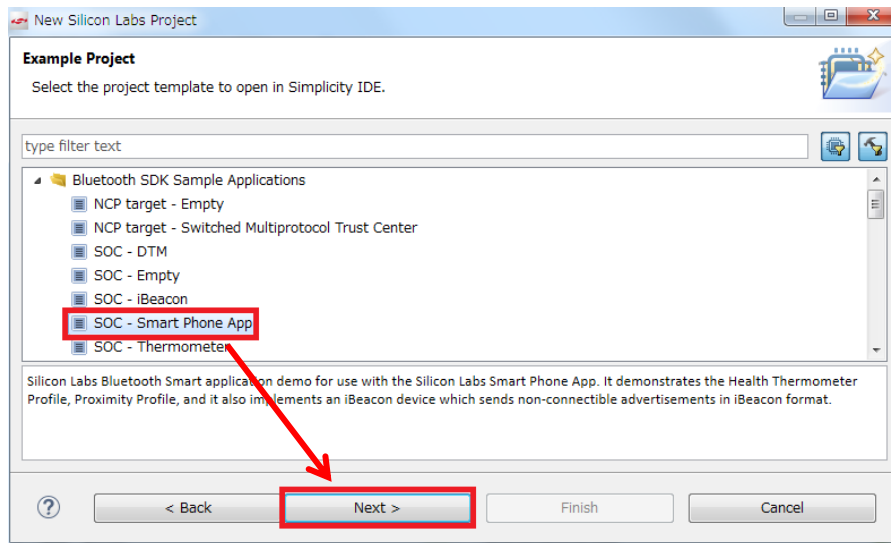 New Silicon Labs Project
Example Project
Select the project template to open in Simplicity IDE.
type filter text
Bluetooth SDK Sample Applications
NCP target - Empty
NCP target - Switched Multiprotocol Trust Center
SOC - DTM
SOC - Empty
SOC - iBeacon
SOC - Smart Phone App
SOC - Thermometer
Silicon Labs Bluetooth Smart application demo for use with the Silicon Labs Smart Phone App. It demonstrates the Health Thermometer
Profile, Proximity Profile, and it also implements an iBeacon device which sends non-connectible advertisements in iBeacon format.
? < Back Next > Finish Cancel